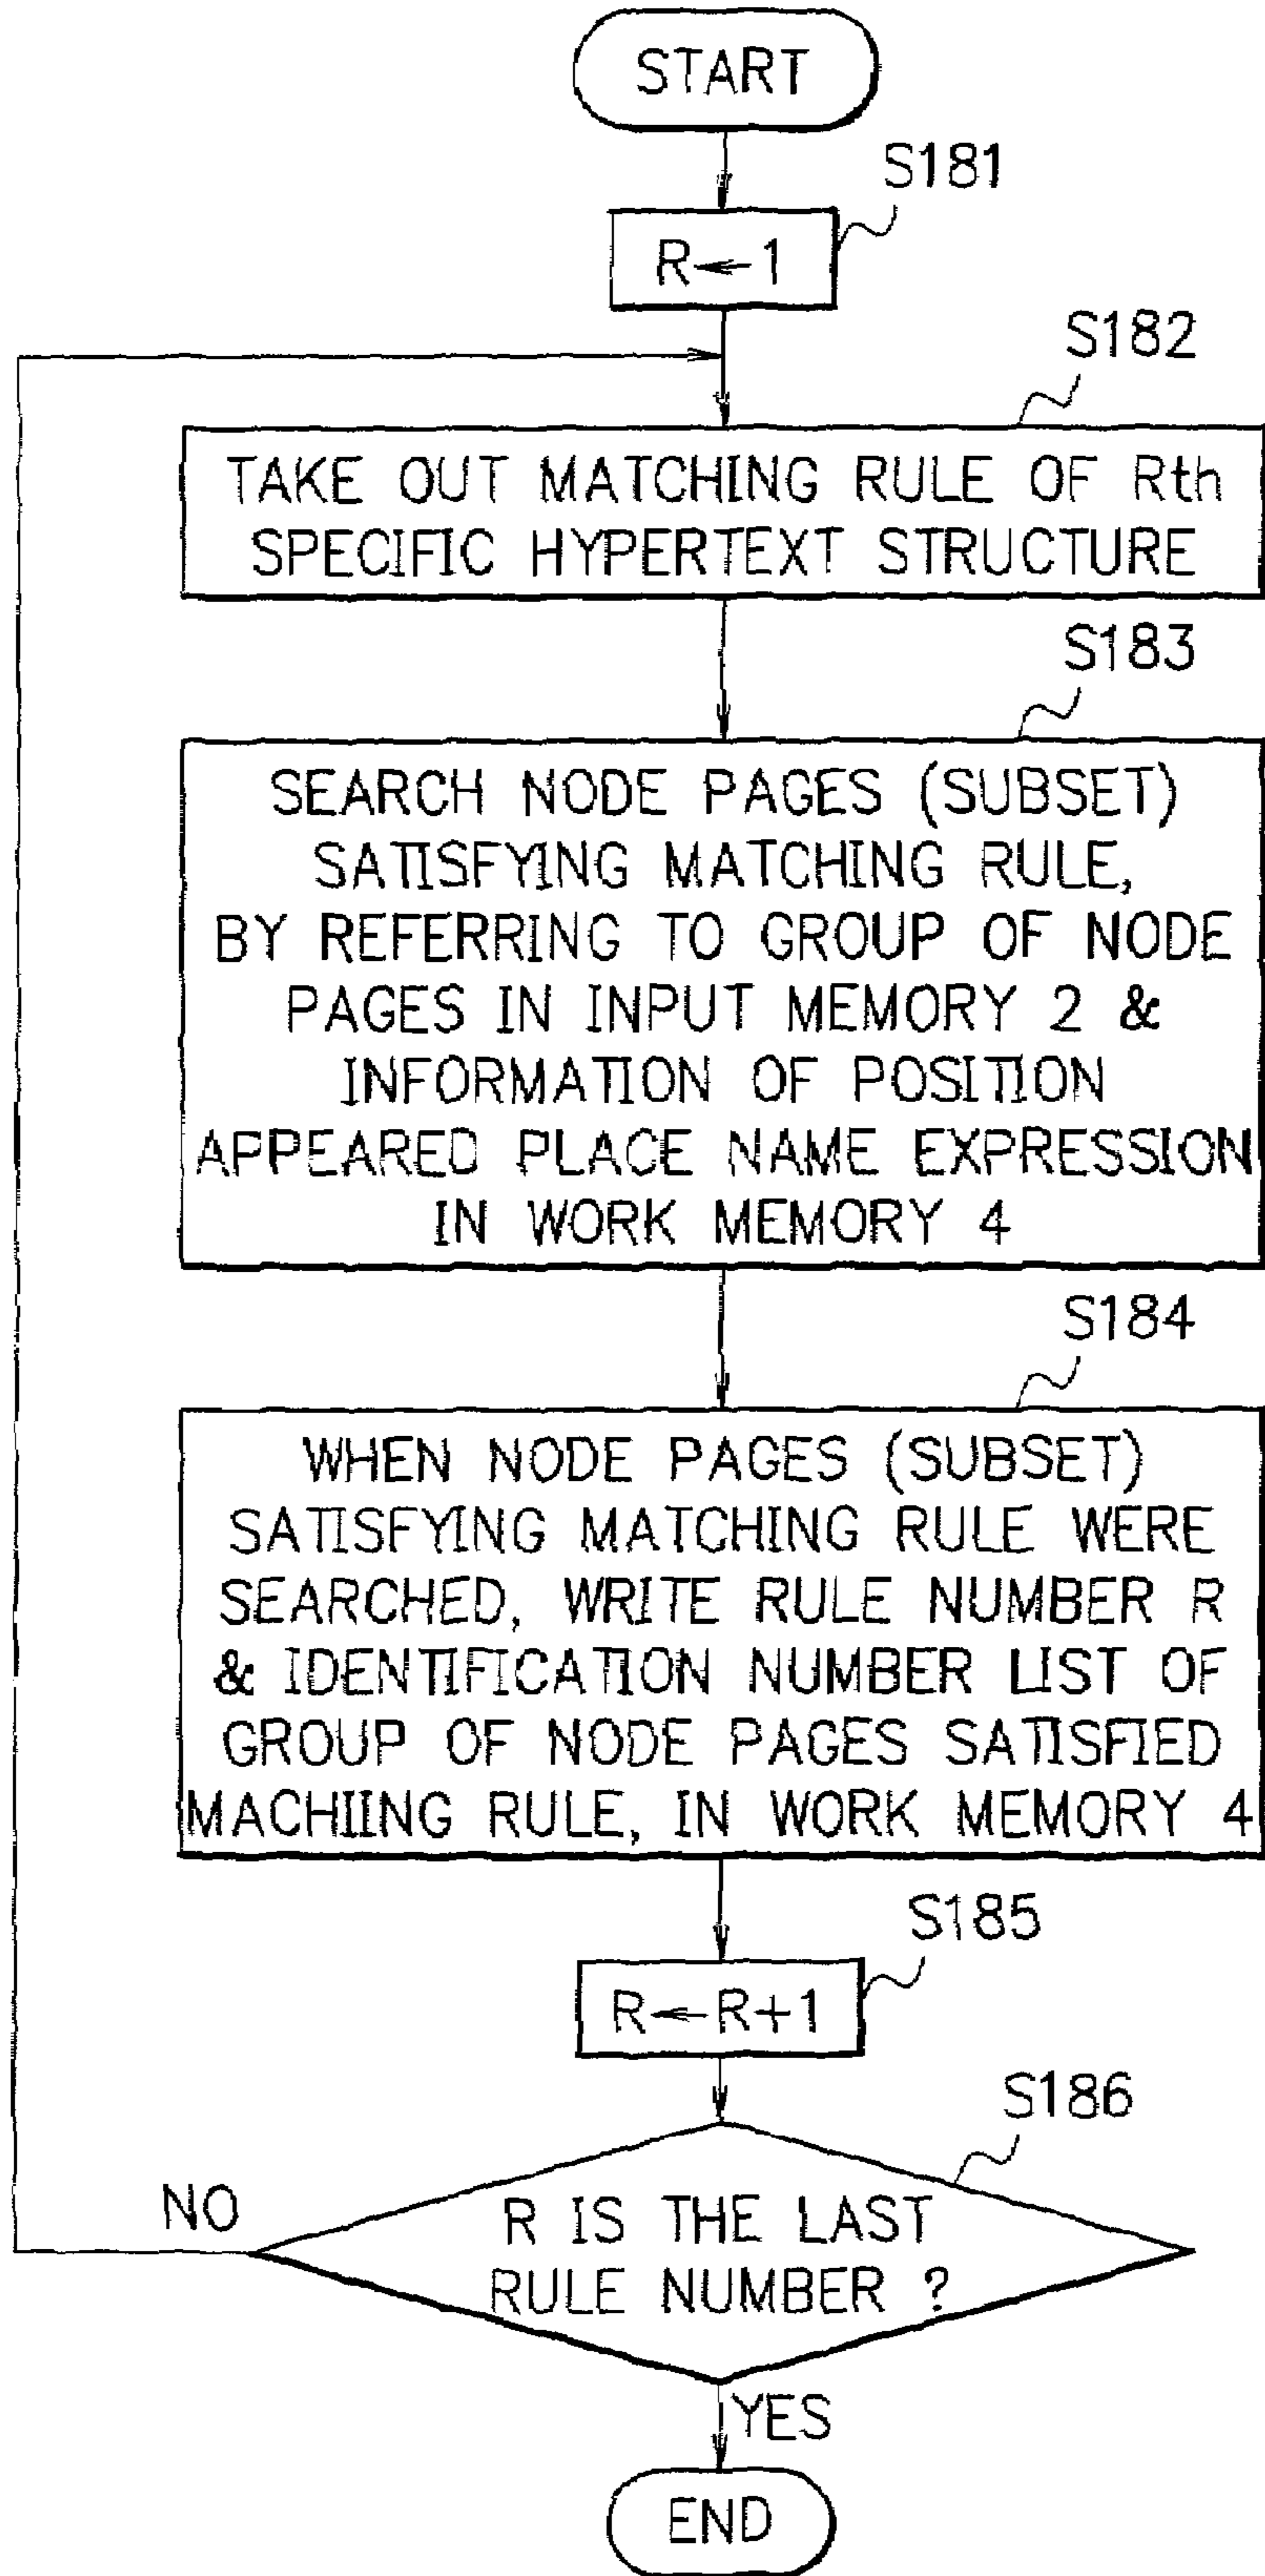 START
S181
R←1
S182
TAKE OUT MATCHING RULE OF Rth
SPECIFIC HYPERTEXT STRUCTURE
S183
SEARCH NODE PAGES (SUBSET)
SATISFYING MATCHING RULE,
BY REFERRING TO GROUP OF NODE
PAGES IN INPUT MEMORY 2 &
INFORMATION OF POSITION
APPEARED PLACE NAME EXPRESSION
IN WORK MEMORY 4
S184
WHEN NODE PAGES (SUBSET)
SATISFYING MATCHING RULE WERE
SEARCHED, WRITE RULE NUMBER R
& IDENTIFICATION NUMBER LIST OF
GROUP OF NODE PAGES SATISFIED
MACHIING RULE, IN WORK MEMORY 4
S185
R←R+1
S186
NO
R IS THE LAST
RULE NUMBER ?
YES
END